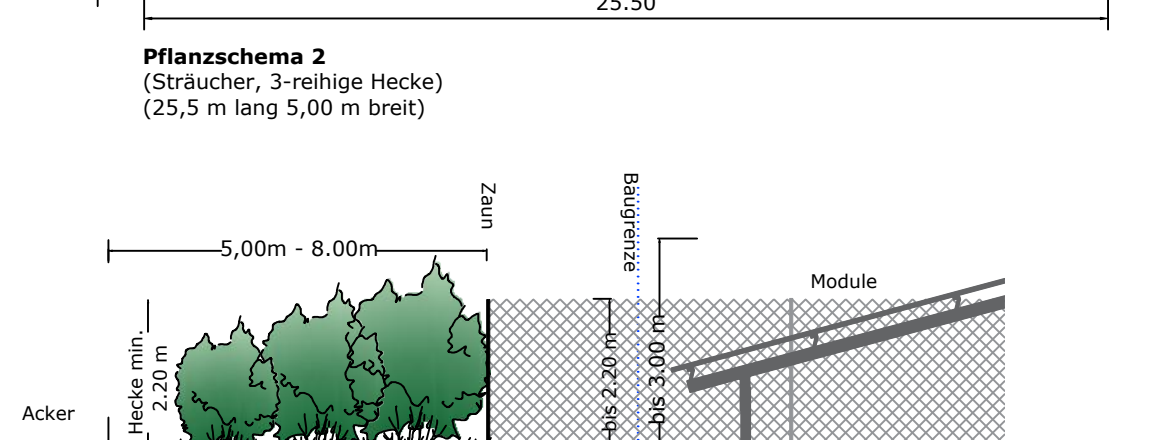 25.50
Pflanzschema 2
(Sträucher, 3-reihige Hecke)
(25,5 m lang 5,00 m breit)
Zaun
Baugrenze
5,00m - 8.00m
Module
Hecke min.
2.20 m
bis 2.20 m
bis 3.00 m
Acker